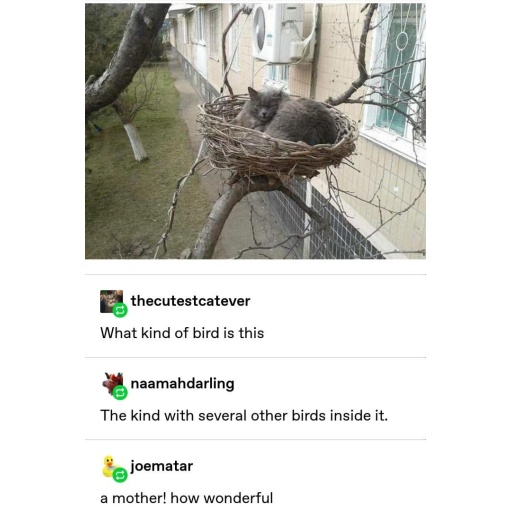 thecutestcatever
What kind of bird is this
naamahdarling
The kind with several other birds inside it.
joematar
a mother! how wonderful